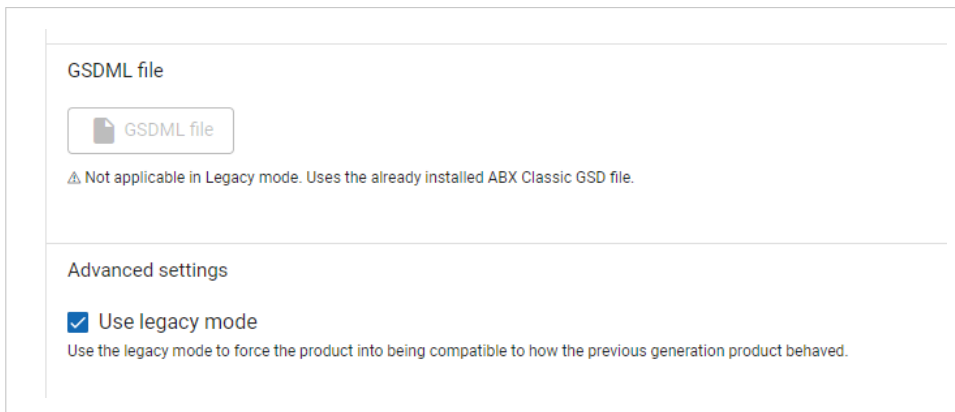 GSDML file
GSDML file
⚠ Not applicable in Legacy mode. Uses the already installed ABX Classic GSD file.
Advanced settings
Use legacy mode
Use the legacy mode to force the product into being compatible to how the previous generation product behaved.